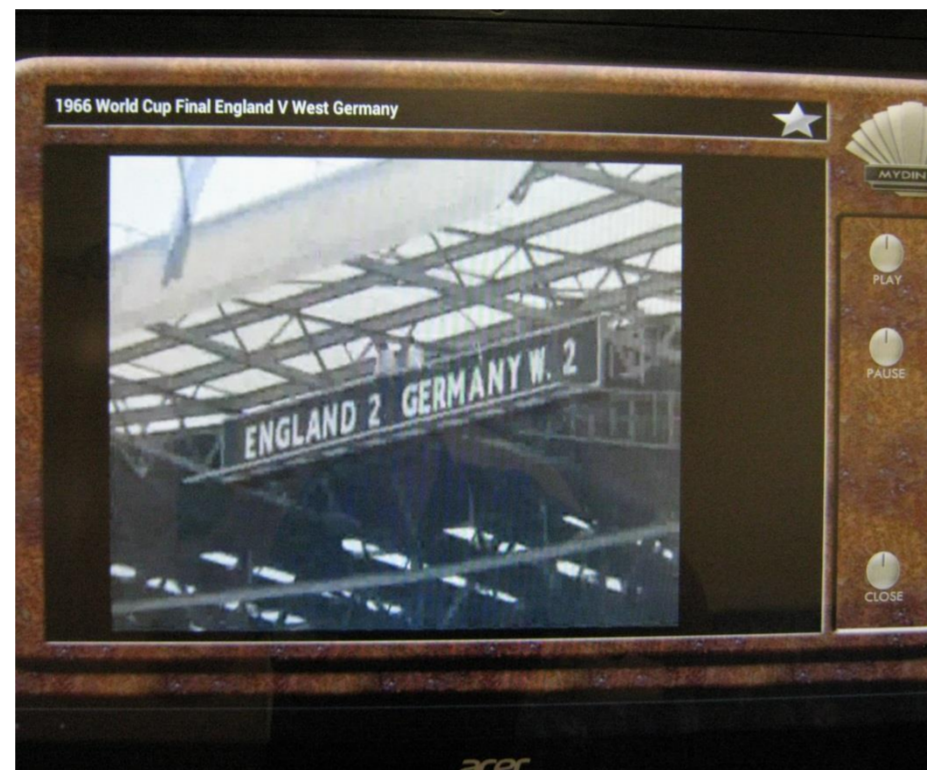 1966 World Cup Final England V West Germany
MYDIN
ENGLAND 2 GERMANY W. 2
PLAY
PAUSE
CLOSE
acer